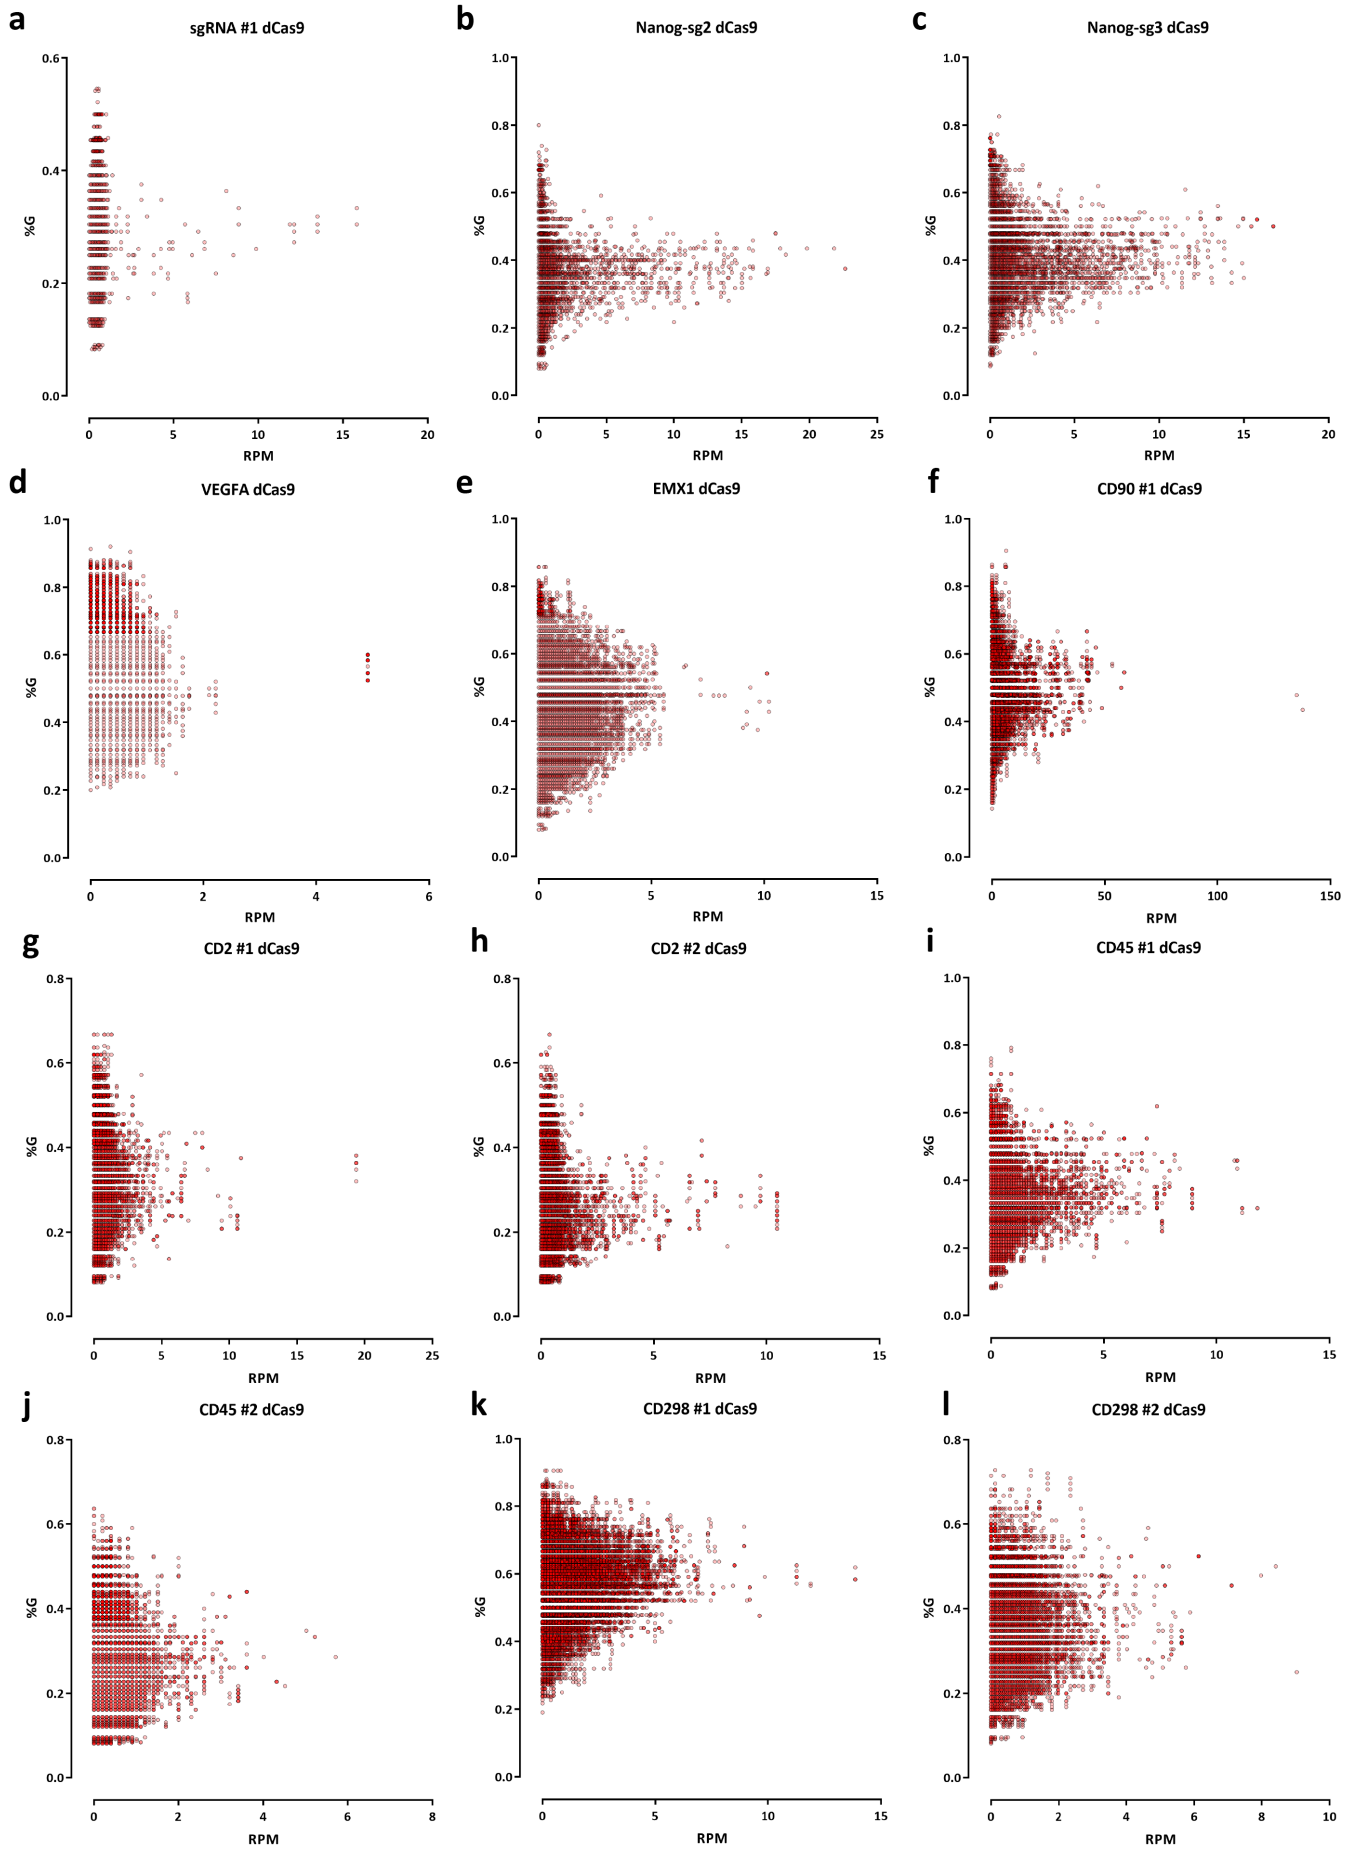 a
sgRNA #1 dCas9
0.6
0.4
%G
0.2
0.0
0 5 10 15 20
RPM
b
Nanog-sg2 dCas9
1.0
0.8
0.6
%G
0.4
0.2
0.0
0 5 10 15 20 25
RPM
c
Nanog-sg3 dCas9
1.0
0.8
0.6
%G
0.4
0.2
0.0
0 5 10 15 20
RPM
d
VEGFA dCas9
1.0
0.8
0.6
%G
0.4
0.2
0.0
0 2 4 6
RPM
e
EMX1 dCas9
1.0
0.8
0.6
%G
0.4
0.2
0.0
0 5 10 15
RPM
f
CD90 #1 dCas9
1.0
0.8
0.6
%G
0.4
0.2
0.0
0 50 100 150
RPM
g
CD2 #1 dCas9
0.8
0.6
0.4
%G
0.2
0.0
0 5 10 15 20 25
RPM
h
CD2 #2 dCas9
0.8
0.6
0.4
%G
0.2
0.0
0 5 10 15
RPM
i
CD45 #1 dCas9
1.0
0.8
0.6
%G
0.4
0.2
0.0
0 5 10 15
RPM
j
CD45 #2 dCas9
0.8
0.6
0.4
%G
0.2
0.0
0 2 4 6 8
RPM
k
CD298 #1 dCas9
1.0
0.8
0.6
%G
0.4
0.2
0.0
0 5 10 15
RPM
l
CD298 #2 dCas9
0.8
0.6
0.4
%G
0.2
0.0
0 2 4 6 8 10
RPM